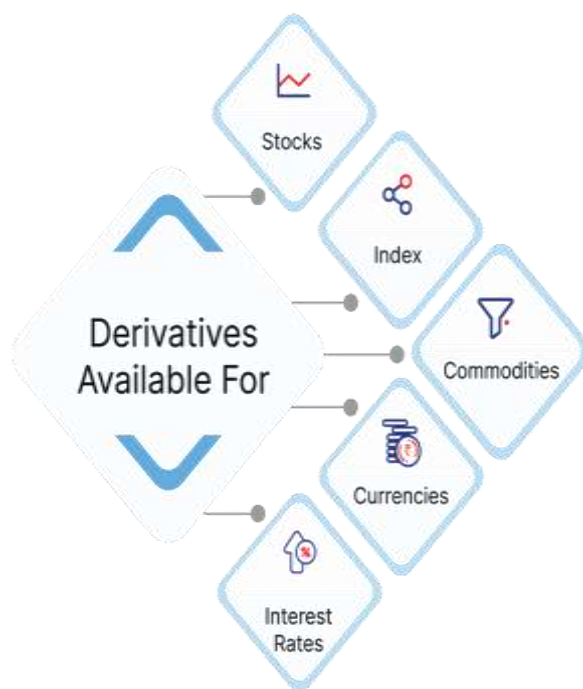 Stocks
Index
Derivatives
Available For
Commodities
₹
Currencies
%
Interest
Rates